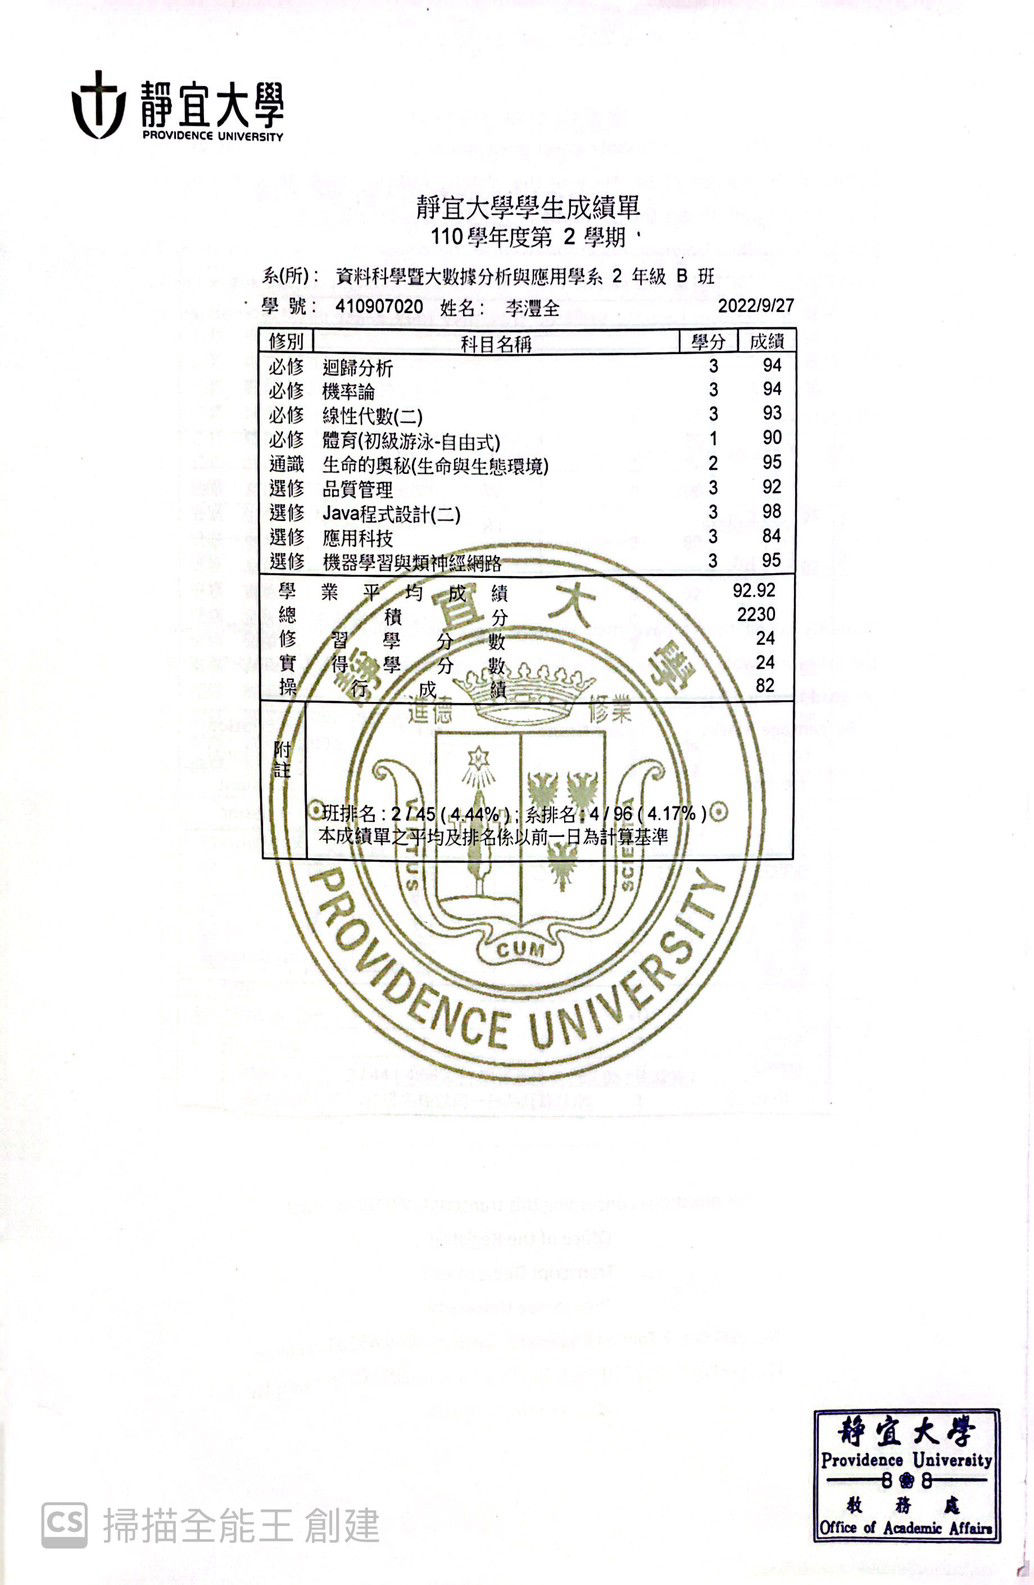 靜宜大學
PROVIDENCE UNIVERSITY
靜宜大學學生成績單
110 學年度第 2 學期
系(所)： 資料科學暨大數據分析與應用學系 2 年級 B 班
學 號： 410907020 姓名： 李灃全 2022/9/27
修別 科目名稱 學分 成績
必修 迴歸分析 3 94
必修 機率論 3 94
必修 線性代數(二) 3 93
必修 體育(初級游泳-自由式) 1 90
通識 生命的奧秘(生命與生態環境) 2 95
選修 品質管理 3 92
選修 Java程式設計(二) 3 98
選修 應用科技 3 84
選修 機器學習與類神經網路 3 95
學 業 平 均 成 績 92.92
總 積 分 2230
修 習 學 分 數 24
實 得 學 分 數 24
操 行 成 績 82
附註
班排名 : 2 / 45 ( 4.44% ) ; 系排名 : 4 / 96 ( 4.17% )
本成績單之平均及排名係以前一日為計算基準
靜宜大學
進德 修業
VIRTUS CUM SCIENTIA
PROVIDENCE UNIVERSITY
靜宜大學
Providence University
教務處
Office of Academic Affairs
CS 掃描全能王 創建